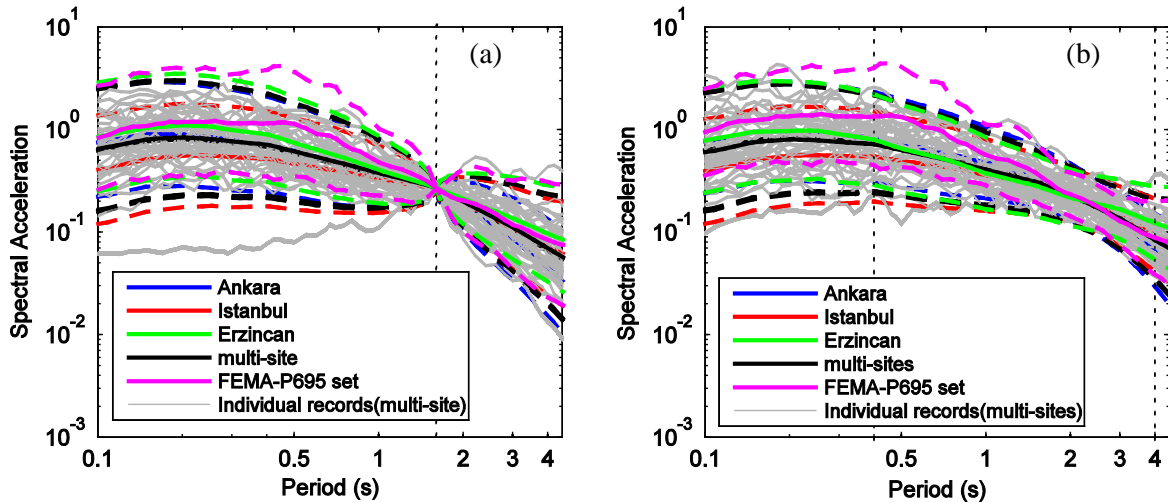 (a)
Spectral Acceleration
10^1
10^0
10^-1
10^-2
10^-3
Ankara
Istanbul
Erzincan
multi-site
FEMA-P695 set
Individual records(multi-site)
0.1 0.5 1 2 3 4
Period (s)
(b)
Spectral Acceleration
10^1
10^0
10^-1
10^-2
10^-3
Ankara
Istanbul
Erzincan
multi-sites
FEMA-P695 set
Individual records(multi-sites)
0.1 0.5 1 2 3 4
Period (s)